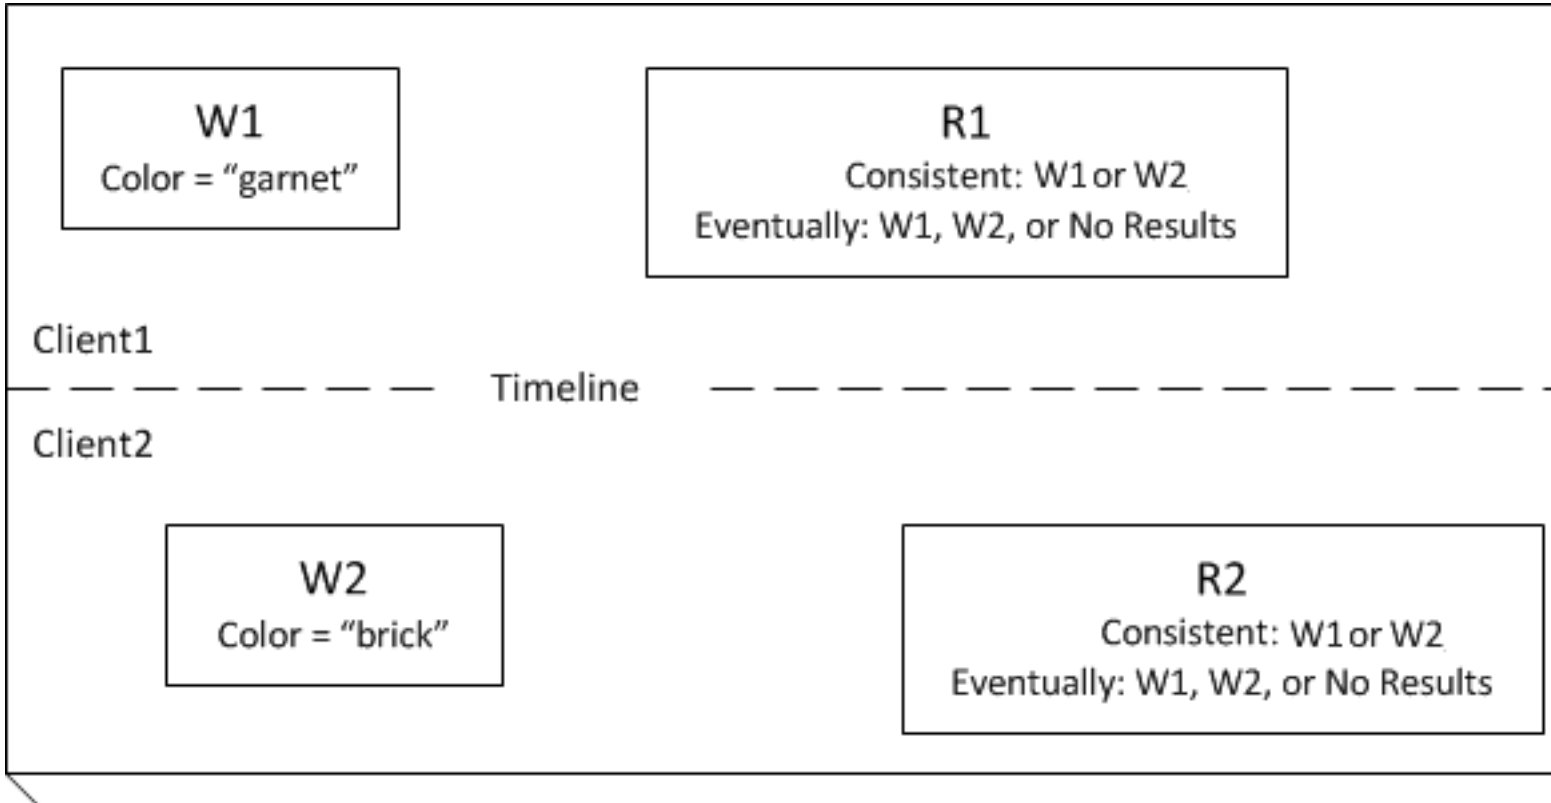 W1
Color = “garnet”
R1
Consistent: W1 or W2
Eventually: W1, W2, or No Results
Client1
Timeline
Client2
W2
Color = “brick”
R2
Consistent: W1 or W2
Eventually: W1, W2, or No Results